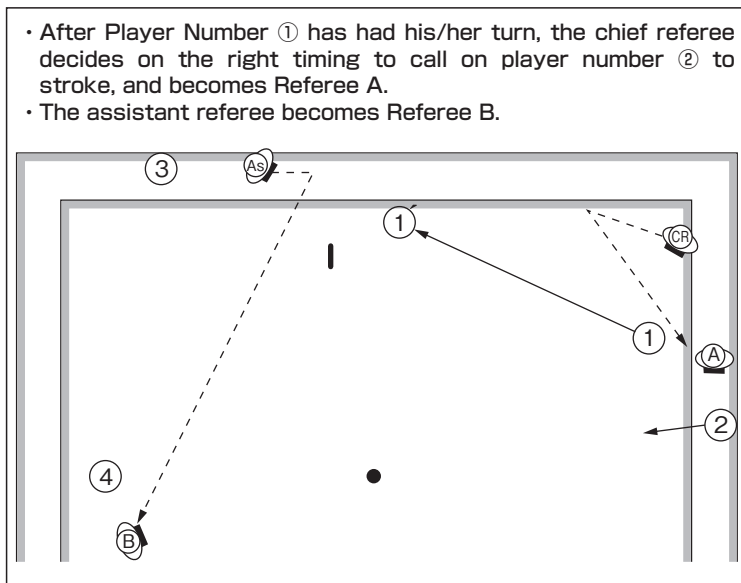 ・After Player Number ① has had his/her turn, the chief referee
decides on the right timing to call on player number ② to
stroke, and becomes Referee A.
・The assistant referee becomes Referee B.
③
As
①´
CR
①
A
②
④
B